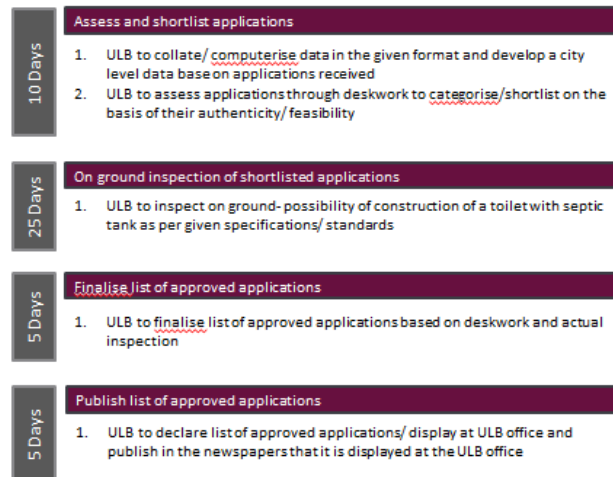 10 Days
Assess and shortlist applications
1. ULB to collate/ computerise data in the given format and develop a city
level data base on applications received
2. ULB to assess applications through deskwork to categorise/shortlist on the
basis of their authenticity/ feasibility
25 Days
On ground inspection of shortlisted applications
1. ULB to inspect on ground- possibility of construction of a toilet with septic
tank as per given specifications/ standards
5 Days
Finalise list of approved applications
1. ULB to finalise list of approved applications based on deskwork and actual
inspection
5 Days
Publish list of approved applications
1. ULB to declare list of approved applications/ display at ULB office and
publish in the newspapers that it is displayed at the ULB office